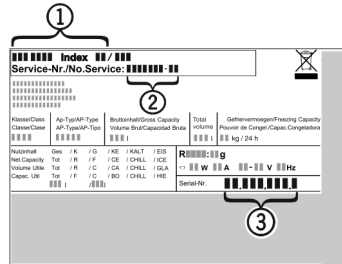 1
Index /
Service-Nr./No.Service: -
2
Klasse/Classe Ap-Typ/AP-Type Bruttoinhalt/Gross Capacity Total Gefriervermoegen/Freezing Capacity
Classe/Clase AP-Type/AP-Tipo Volume Brut/Capacidad Bruta volume Pouvoir de Congel./Capac.Congeladora
l l kg / 24 h
Nutzinhalt Ges / K / G / KE / KALT / EIS
Net.Capacity Tot / R / F / CE / CHILL / ICE
Volume Utile Tot / R / C / CA / CHILL / GLA
Capac. Util Tot / F / C / BO / CHILL / HIE
l / l
R : g
W A - V Hz
Serial-Nr. . . .
3